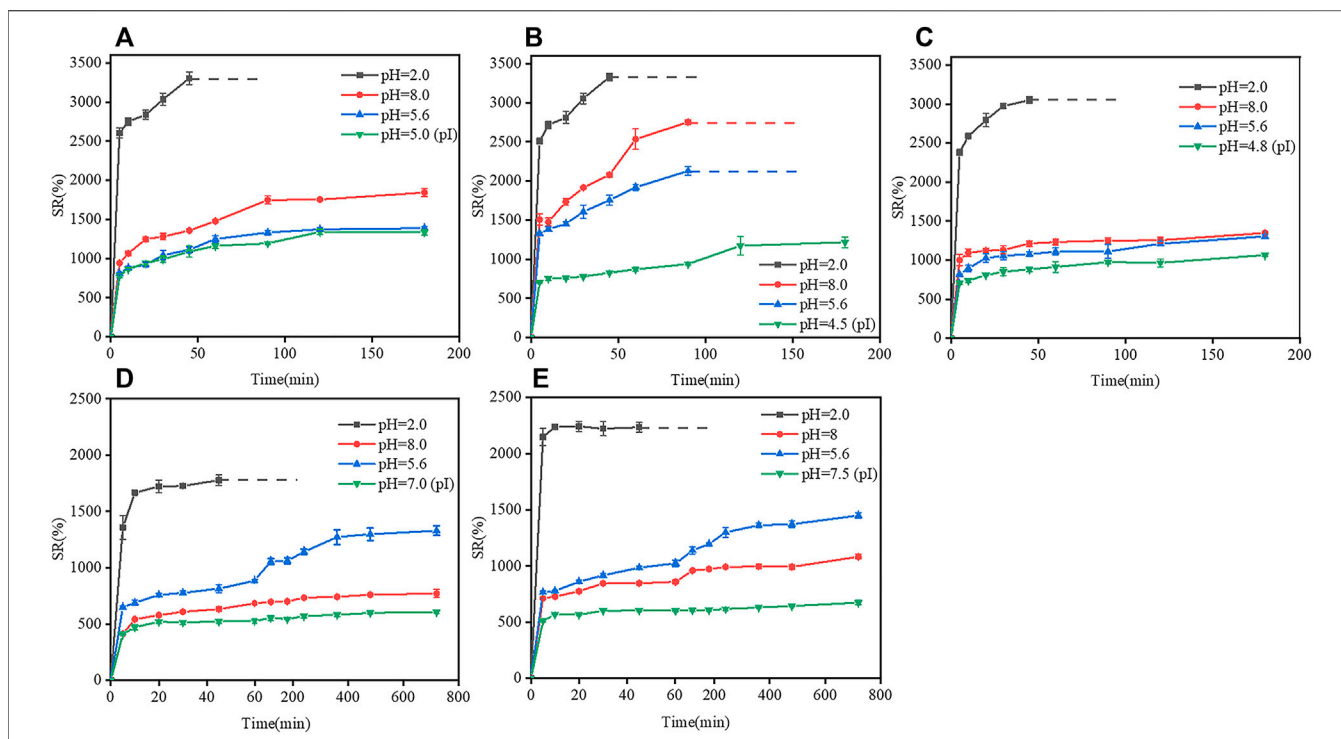 A
SR(%)
3500
3000
2500
2000
1500
1000
500
0
pH=2.0
pH=8.0
pH=5.6
pH=5.0 (pI)
0 50 100 150 200
Time(min)
B
SR(%)
3500
3000
2500
2000
1500
1000
500
0
pH=2.0
pH=8.0
pH=5.6
pH=4.5 (pI)
0 50 100 150 200
Time(min)
C
SR(%)
3500
3000
2500
2000
1500
1000
500
0
pH=2.0
pH=8.0
pH=5.6
pH=4.8 (pI)
0 50 100 150 200
Time(min)
D
SR(%)
2500
2000
1500
1000
500
0
pH=2.0
pH=8.0
pH=5.6
pH=7.0 (pI)
0 20 40 60 200 400 600 800
Time(min)
E
SR(%)
2500
2000
1500
1000
500
0
pH=2.0
pH=8
pH=5.6
pH=7.5 (pI)
0 20 40 60 200 400 600 800
Time(min)